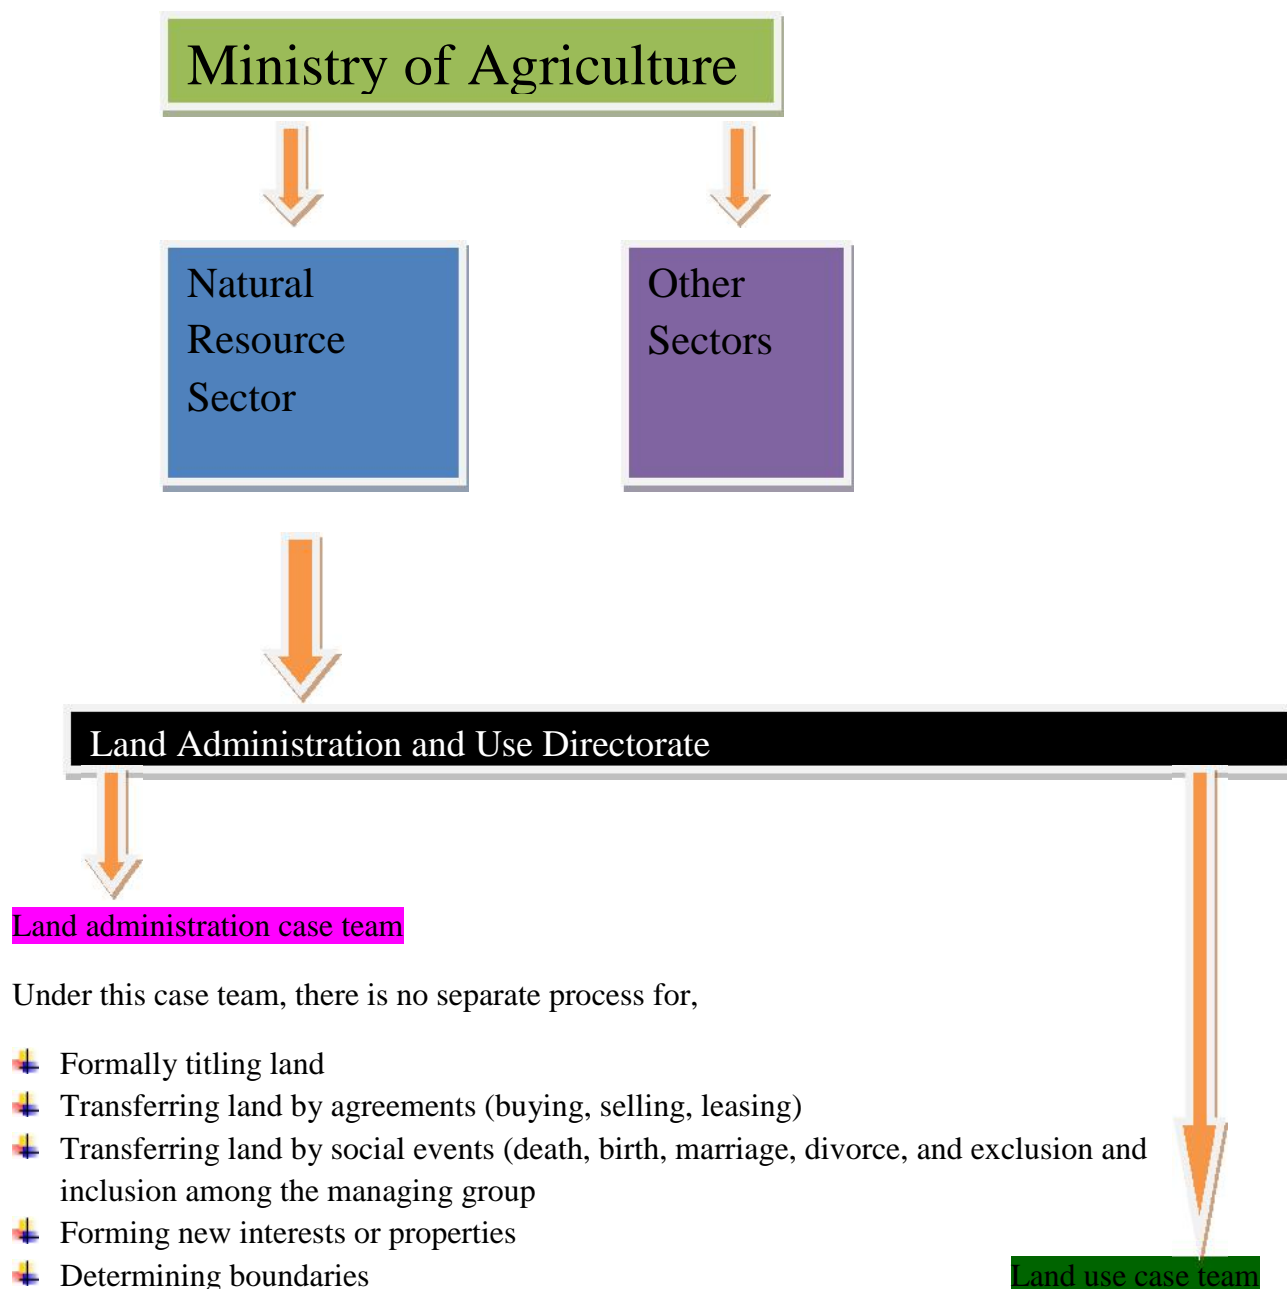 Ministry of Agriculture
Natural
Resource
Sector
Other
Sectors
Land Administration and Use Directorate
Land administration case team
Under this case team, there is no separate process for,
Formally titling land
Transferring land by agreements (buying, selling, leasing)
Transferring land by social events (death, birth, marriage, divorce, and exclusion and
inclusion among the managing group
Forming new interests or properties
Determining boundaries
Land use case team